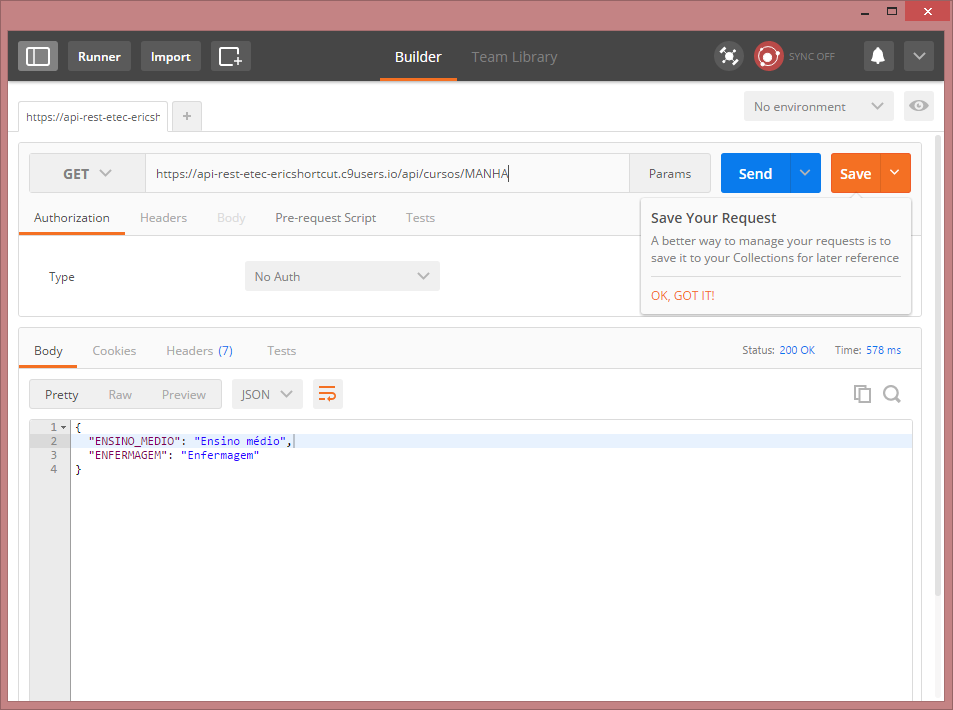 Runner Import Builder Team Library SYNC OFF
https://api-rest-etec-ericsh +
No environment
GET https://api-rest-etec-ericshortcut.c9users.io/api/cursos/MANHA Params Send Save
Authorization Headers Body Pre-request Script Tests
Save Your Request
A better way to manage your requests is to
save it to your Collections for later reference
OK, GOT IT!
Type No Auth
Body Cookies Headers (7) Tests Status: 200 OK Time: 578 ms
Pretty Raw Preview JSON
1 {
2 "ENSINO_MEDIO": "Ensino médio",
3 "ENFERMAGEM": "Enfermagem"
4 }